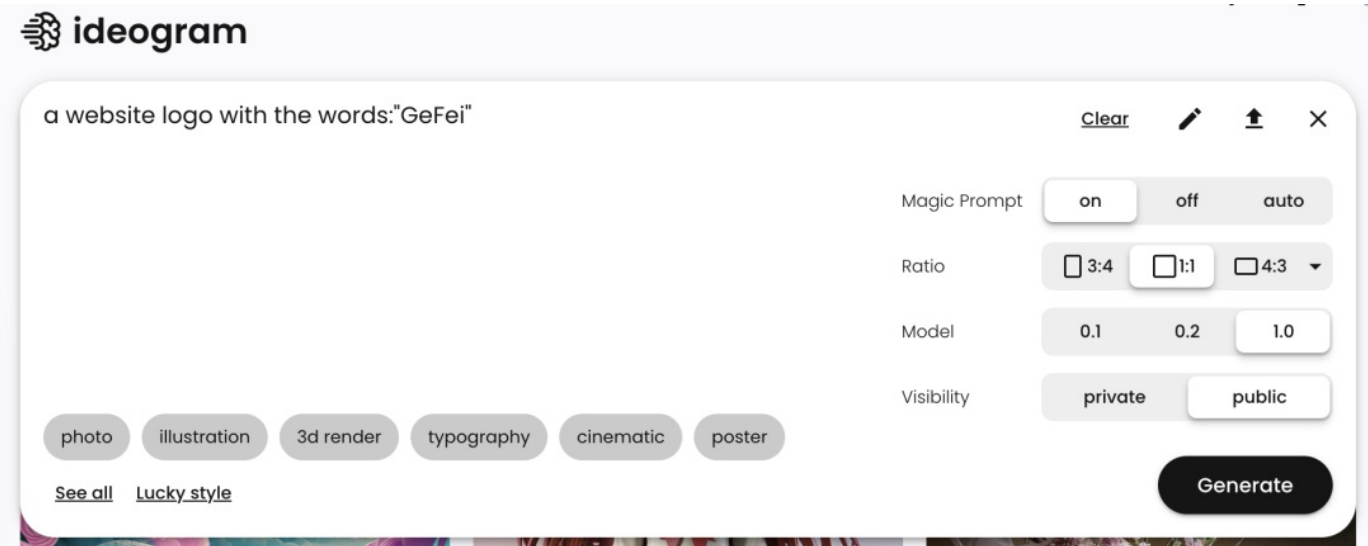 ideogram
a website logo with the words:"GeFei"
Clear
Magic Prompt on off auto
Ratio 3:4 1:1 4:3
Model 0.1 0.2 1.0
Visibility private public
photo illustration 3d render typography cinematic poster
See all Lucky style
Generate